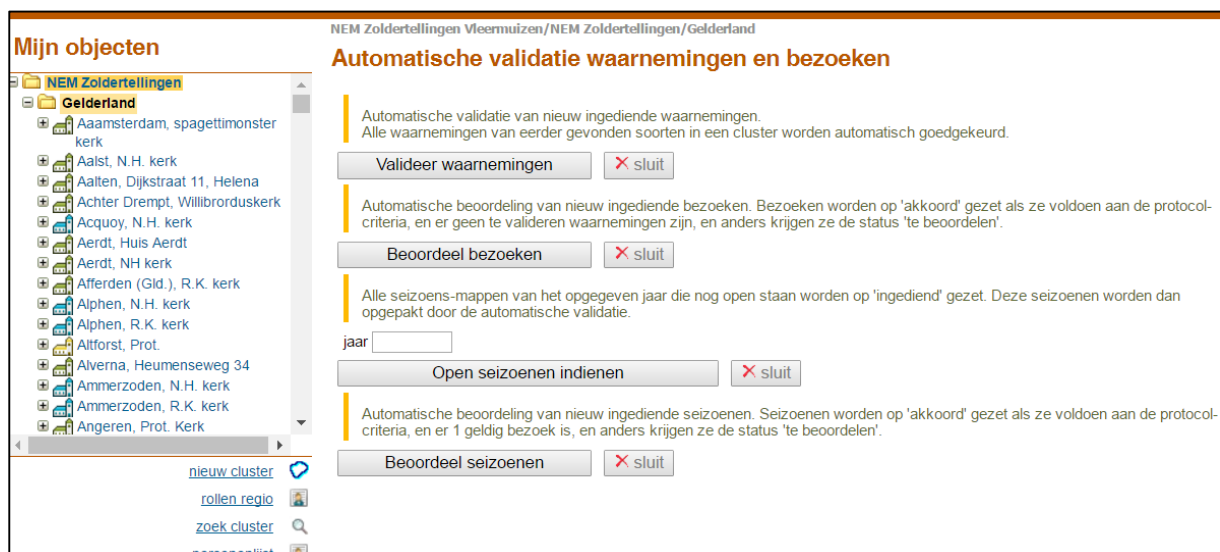 Mijn objecten
NEM Zoldertellingen
Gelderland
Aaamsterdam, spagettimonster
kerk
Aalst, N.H. kerk
Aalten, Dijkstraat 11, Helena
Achter Drempt, Willibrorduskerk
Acquoy, N.H. kerk
Aerdt, Huis Aerdt
Aerdt, NH kerk
Afferden (Gld.), R.K. kerk
Alphen, N.H. kerk
Alphen, R.K. kerk
Altforst, Prot.
Alverna, Heumenseweg 34
Ammerzoden, N.H. kerk
Ammerzoden, R.K. kerk
Angeren, Prot. Kerk
nieuw cluster
rollen regio
zoek cluster
NEM Zoldertellingen Vleermuizen/NEM Zoldertellingen/Gelderland
Automatische validatie waarnemingen en bezoeken
Automatische validatie van nieuw ingediende waarnemingen.
Alle waarnemingen van eerder gevonden soorten in een cluster worden automatisch goedgekeurd.
Valideer waarnemingen sluit
Automatische beoordeling van nieuw ingediende bezoeken. Bezoeken worden op 'akkoord' gezet als ze voldoen aan de protocol-
criteria, en er geen te valideren waarnemingen zijn, en anders krijgen ze de status 'te beoordelen'.
Beoordeel bezoeken sluit
Alle seizoens-mappen van het opgegeven jaar die nog open staan worden op 'ingediend' gezet. Deze seizoenen worden dan
opgepakt door de automatische validatie.
jaar
Open seizoenen indienen sluit
Automatische beoordeling van nieuw ingediende seizoenen. Seizoenen worden op 'akkoord' gezet als ze voldoen aan de protocol-
criteria, en er 1 geldig bezoek is, en anders krijgen ze de status 'te beoordelen'.
Beoordeel seizoenen sluit